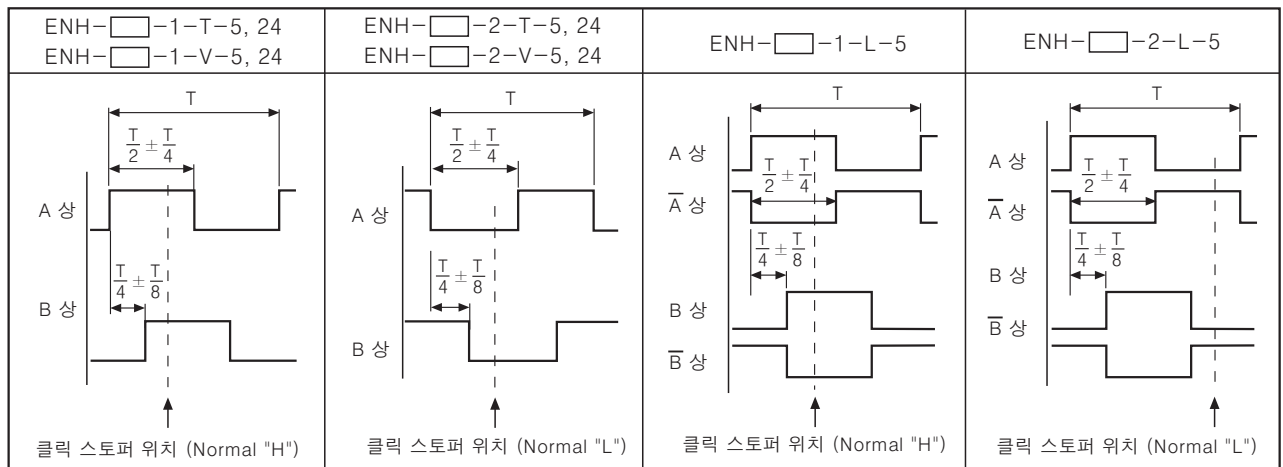 ENH-□-1-T-5, 24
ENH-□-1-V-5, 24
T
T/2 ± T/4
A 상
T/4 ± T/8
B 상
클릭 스토퍼 위치 (Normal "H")
ENH-□-2-T-5, 24
ENH-□-2-V-5, 24
T
T/2 ± T/4
A 상
T/4 ± T/8
B 상
클릭 스토퍼 위치 (Normal "L")
ENH-□-1-L-5
T
A 상
T/2 ± T/4
A̅ 상
T/4 ± T/8
B 상
B̅ 상
클릭 스토퍼 위치 (Normal "H")
ENH-□-2-L-5
T
A 상
T/2 ± T/4
A̅ 상
T/4 ± T/8
B 상
B̅ 상
클릭 스토퍼 위치 (Normal "L")